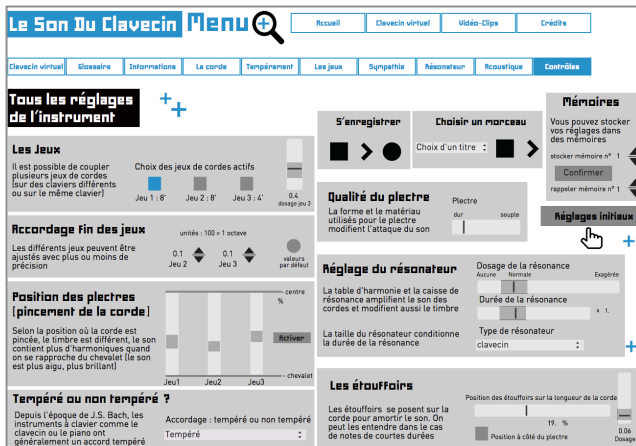 Le Son Du Clavecin Menu
Accueil
Clavecin virtuel
Vidéo-Clips
Crédits
Clavecin virtuel
Glossaire
Informations
La corde
Tempérament
Les jeux
Sympathie
Résonateur
Acoustique
Contrôles
Tous les réglages
de l'instrument
Les Jeux
Il est possible de coupler
plusieurs jeux de cordes
(sur des claviers différents
ou sur le même clavier)
Choix des jeux de cordes actifs
Jeu 1 : 8'
Jeu 2 : 8'
Jeu 3 : 4'
0.4
dosage jeu 3
Accordage fin des jeux
unités : 100 = 1 octave
Les différents jeux peuvent être
ajustés avec plus ou moins de
précision
0.1
Jeu 2
0.1
Jeu 3
valeurs
par défaut
Position des plectres
(pincement de la corde)
Selon la position où la corde est
pincée, le timbre est différent, le son
contient plus d'harmoniques quand
on se rapproche du chevalet (le son
est plus aigu, plus brillant)
centre
%
Activer
chevalet
Jeu1
Jeu2
Jeu3
Tempéré ou non tempéré ?
Depuis l'époque de J.S. Bach, les
instruments à clavier comme le
clavecin ou le piano ont
généralement un accord tempéré
Accordage : tempéré ou non tempéré
Tempéré
S'enregistrer
Choisir un morceau
Choix d'un titre
Mémoires
Vous pouvez stocker
vos réglages dans
des mémoires
stocker mémoire n° 1
Confirmer
rappeler mémoire n° 1
Qualité du plectre
La forme et le matériau
utilisés pour le plectre
modifient l'attaque du son
Plectre
dur
souple
Réglages initiaux
Réglage du résonateur
La table d'harmonie et la caisse de
résonance amplifient le son des
cordes et modifient aussi le timbre
La taille du résonateur conditionne
la durée de la résonance
Dosage de la résonance
Aucune
Normale
Exagérée
Durée de la résonance
x 1.
Type de résonateur
clavecin
Les étouffoirs
Les étouffoirs se posent sur la
corde pour amortir le son. On
peut les entendre dans le cas
de notes de courtes durées
Position des étouffoirs sur la longueur de la corde
19. %
Position à côté du plectre
0.06
Dosage